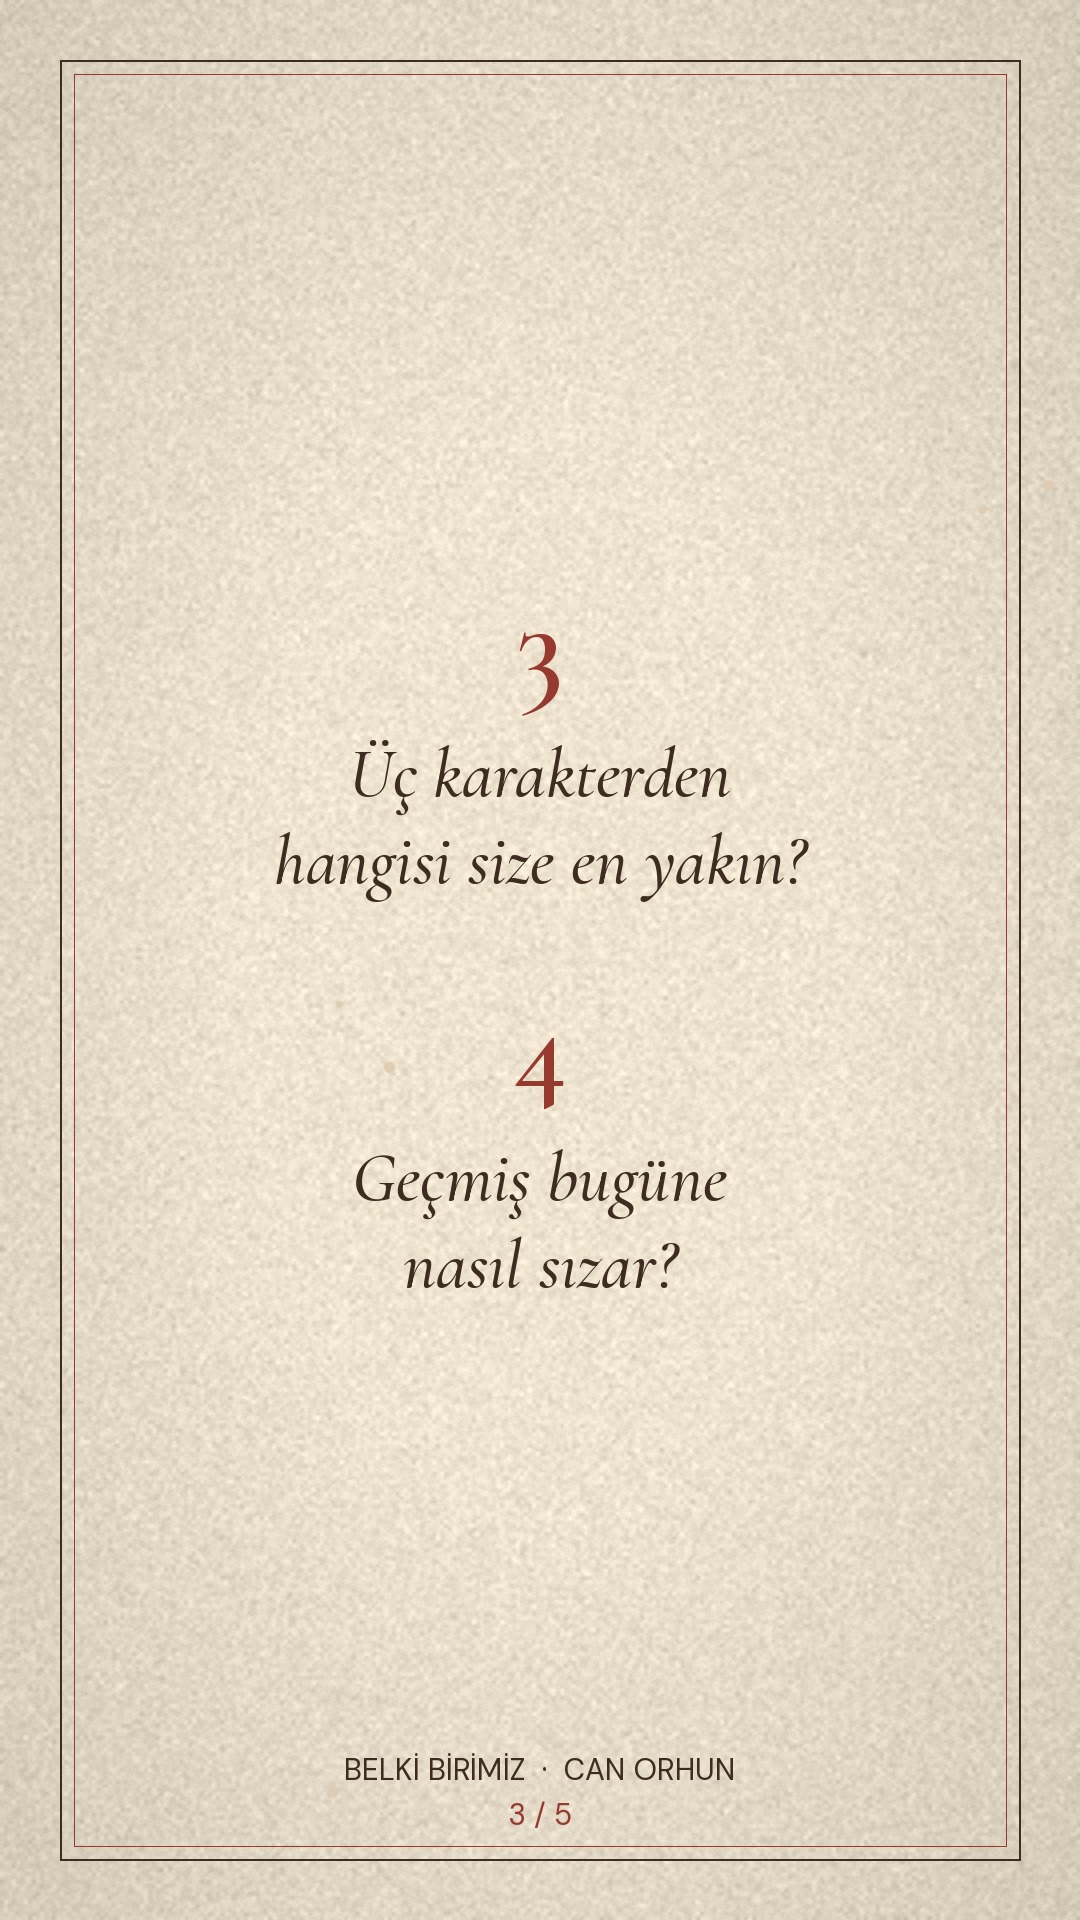 3
Üç karakterden
hangisi size en yakın?
4
Geçmiş bugüne
nasıl sızar?
BELKİ BİRİMİZ · CAN ORHUN
3 / 5